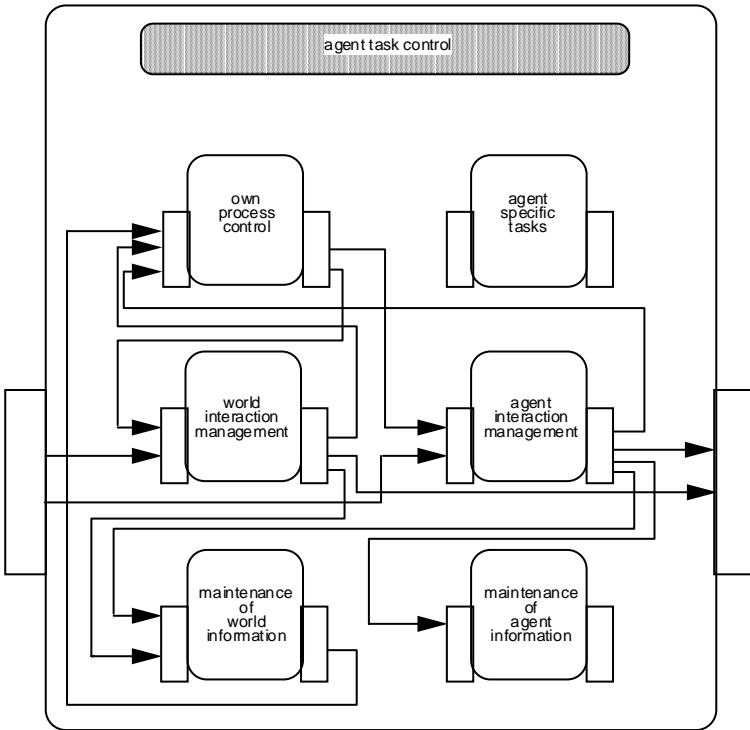 agent task control
own
process
control
agent
specific
tasks
world
interaction
management
agent
interaction
management
maintenance
of
world
information
maintenance
of
agent
information